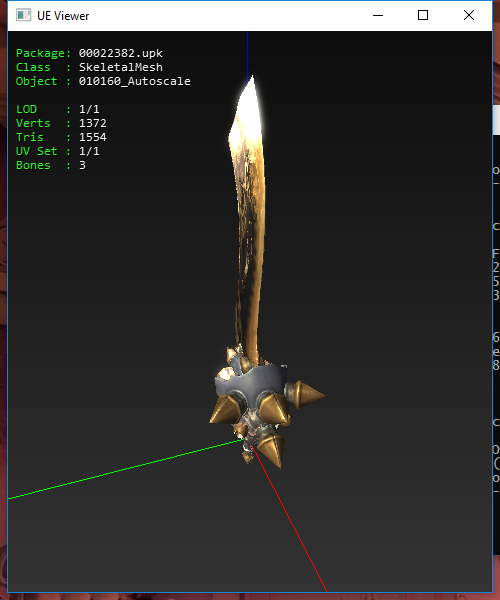 UE Viewer
Package: 00022382.upk
Class : SkeletalMesh
Object : 010160_Autoscale
LOD : 1/1
Verts : 1372
Tris : 1554
UV Set : 1/1
Bones : 3